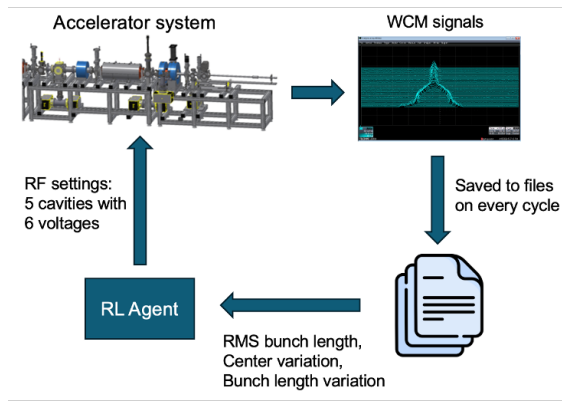 Accelerator system
WCM signals
RF settings:
5 cavities with
6 voltages
Saved to files
on every cycle
RL Agent
RMS bunch length,
Center variation,
Bunch length variation